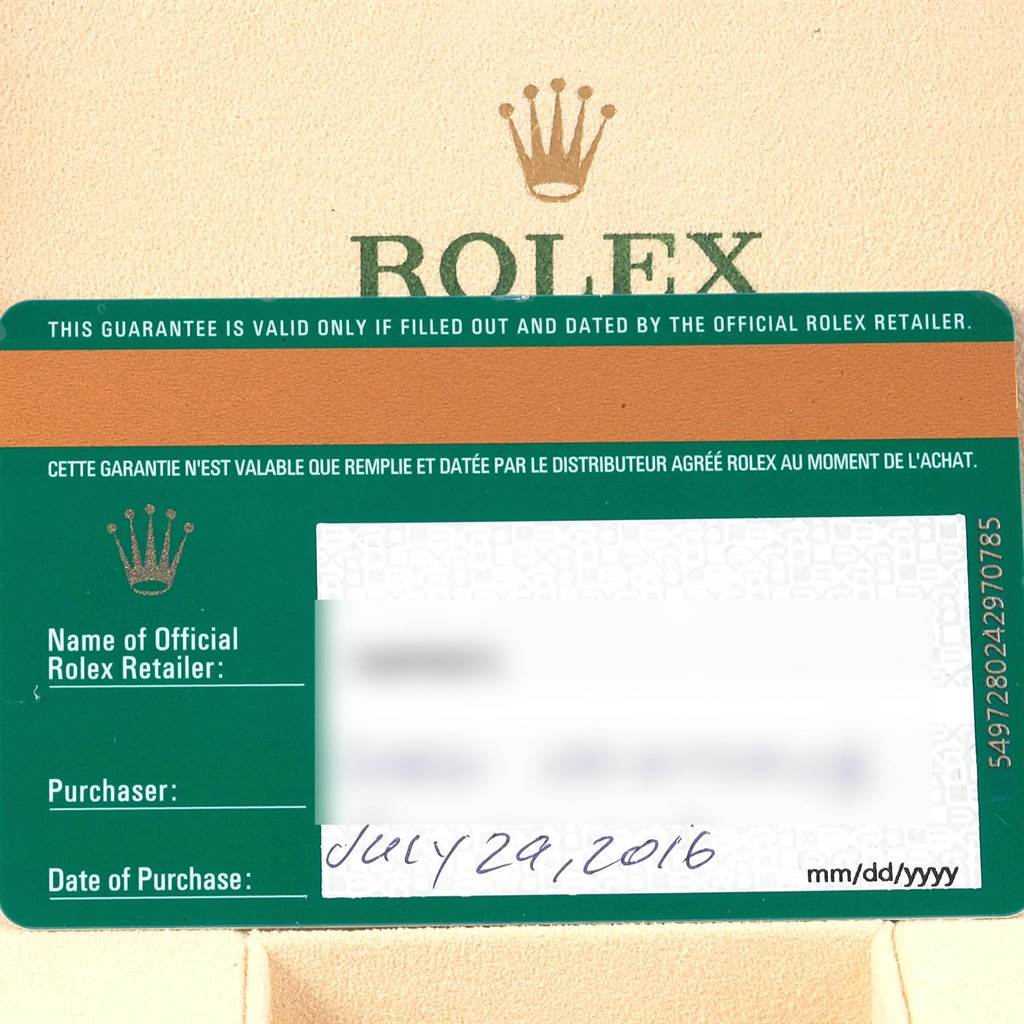 ROLEX
THIS GUARANTEE IS VALID ONLY IF FILLED OUT AND DATED BY THE OFFICIAL ROLEX RETAILER.
CETTE GARANTIE N'EST VALABLE QUE REMPLIE ET DATÉE PAR LE DISTRIBUTEUR AGRÉÉ ROLEX AU MOMENT DE L'ACHAT.
5497280242970785
Name of Official
Rolex Retailer:
Purchaser:
Date of Purchase:
July 29, 2016
mm/dd/yyyy